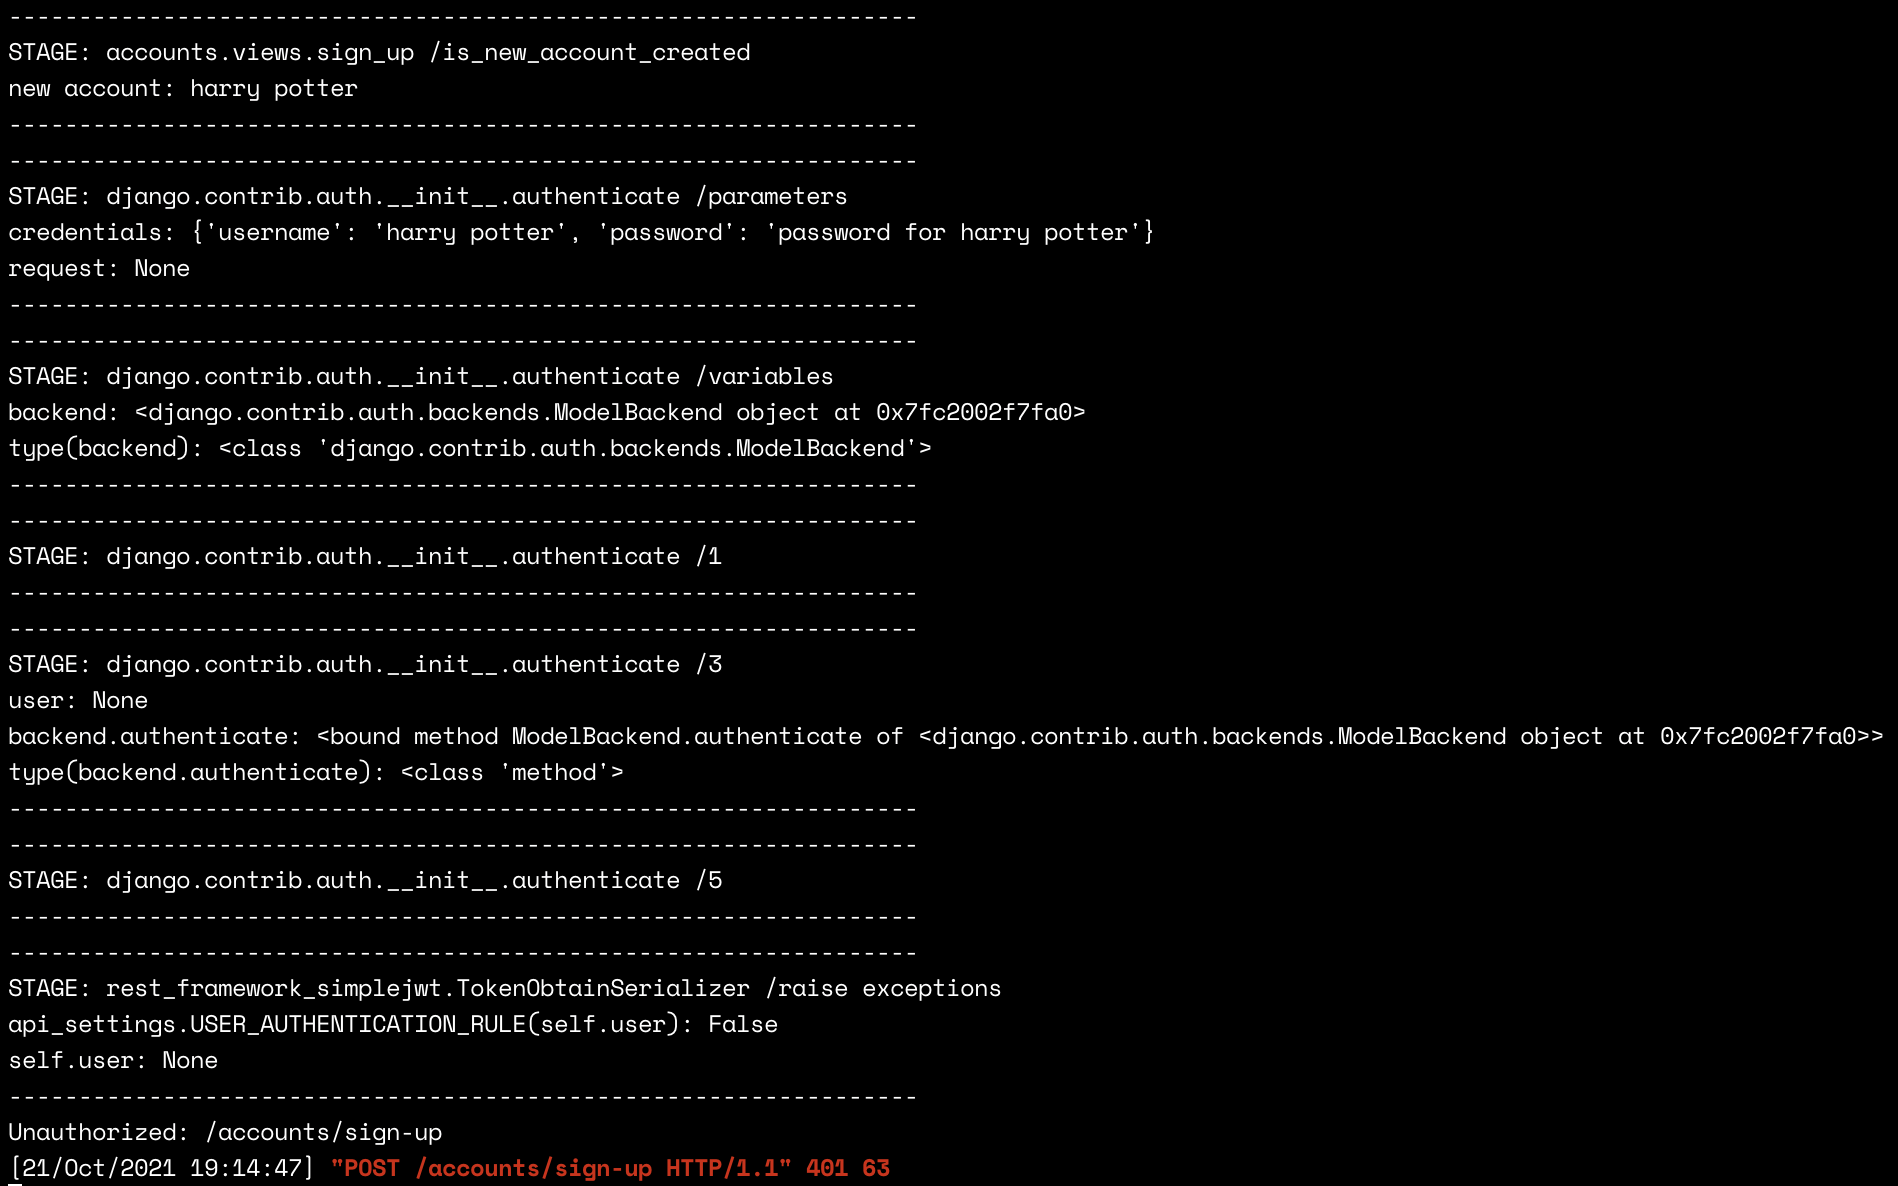 -----------------------------------------------------------------
STAGE: accounts.views.sign_up /is_new_account_created
new account: harry potter
-----------------------------------------------------------------
-----------------------------------------------------------------
STAGE: django.contrib.auth.__init__.authenticate /parameters
credentials: {'username': 'harry potter', 'password': 'password for harry potter'}
request: None
-----------------------------------------------------------------
-----------------------------------------------------------------
STAGE: django.contrib.auth.__init__.authenticate /variables
backend: <django.contrib.auth.backends.ModelBackend object at 0x7fc2002f7fa0>
type(backend): <class 'django.contrib.auth.backends.ModelBackend'>
-----------------------------------------------------------------
-----------------------------------------------------------------
STAGE: django.contrib.auth.__init__.authenticate /1
-----------------------------------------------------------------
-----------------------------------------------------------------
STAGE: django.contrib.auth.__init__.authenticate /3
user: None
backend.authenticate: <bound method ModelBackend.authenticate of <django.contrib.auth.backends.ModelBackend object at 0x7fc2002f7fa0>>
type(backend.authenticate): <class 'method'>
-----------------------------------------------------------------
-----------------------------------------------------------------
STAGE: django.contrib.auth.__init__.authenticate /5
-----------------------------------------------------------------
-----------------------------------------------------------------
STAGE: rest_framework_simplejwt.TokenObtainSerializer /raise exceptions
api_settings.USER_AUTHENTICATION_RULE(self.user): False
self.user: None
-----------------------------------------------------------------
Unauthorized: /accounts/sign-up
[21/Oct/2021 19:14:47] "POST /accounts/sign-up HTTP/1.1" 401 63